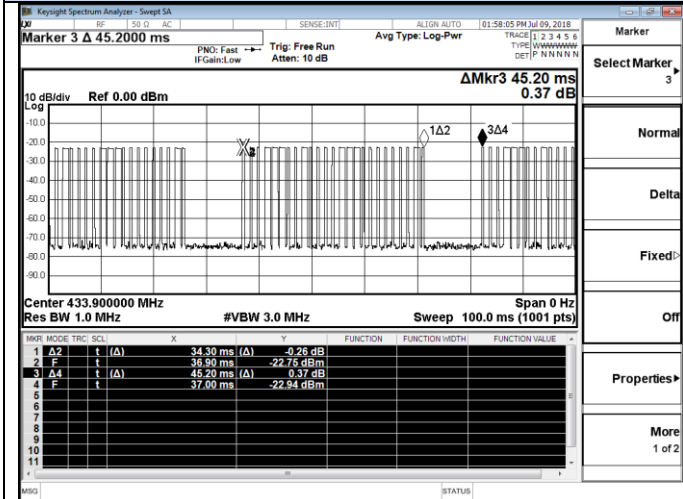 Keysight Spectrum Analyzer - Swept SA
LXI RF 50 Ω AC SENSE:INT ALIGN AUTO 01:58:05 PM Jul 09, 2018
Marker 3 Δ 45.2000 ms
PNO: Fast
IFGain:Low
Trig: Free Run
Atten: 10 dB
Avg Type: Log-Pwr
TRACE 1 2 3 4 5 6
TYPE WWWWWW
DET P N N N N N
ΔMkr3 45.20 ms
0.37 dB
10 dB/div Ref 0.00 dBm
Log
-10.0
-20.0
-30.0
-40.0
-50.0
-60.0
-70.0
-80.0
-90.0
1Δ2
3Δ4
Center 433.900000 MHz Span 0 Hz
Res BW 1.0 MHz #VBW 3.0 MHz Sweep 100.0 ms (1001 pts)
MKR MODE TRC SCL X Y FUNCTION FUNCTION WIDTH FUNCTION VALUE
1 Δ2 t (Δ) 34.30 ms (Δ) -0.26 dB
2 F t 36.90 ms -22.75 dBm
3 Δ4 t (Δ) 45.20 ms (Δ) 0.37 dB
4 F t 37.00 ms -22.94 dBm
5
6
7
8
9
10
11
MSG STATUS
Marker
Select Marker
3
Normal
Delta
Fixed
Off
Properties
More
1 of 2